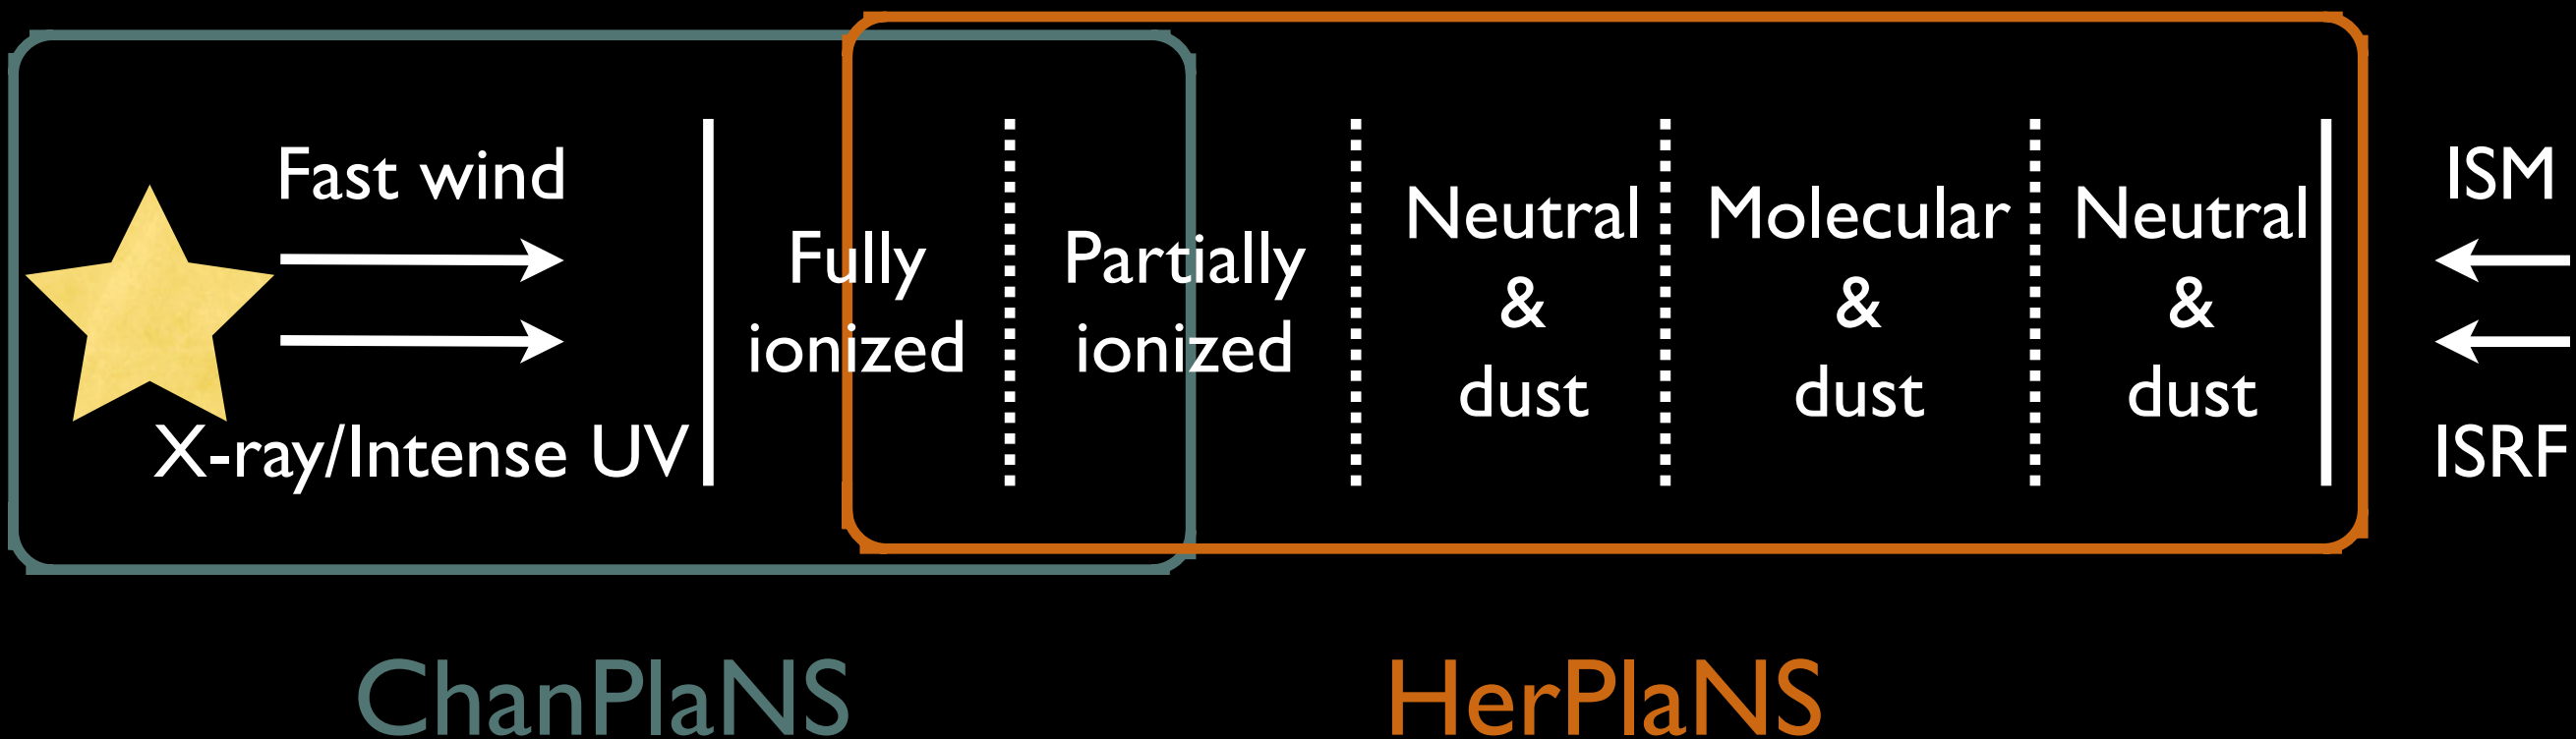 Fast wind
X-ray/Intense UV
Fully
ionized
Partially
ionized
Neutral
&
dust
Molecular
&
dust
Neutral
&
dust
ISM
ISRF
ChanPlaNS
HerPlaNS